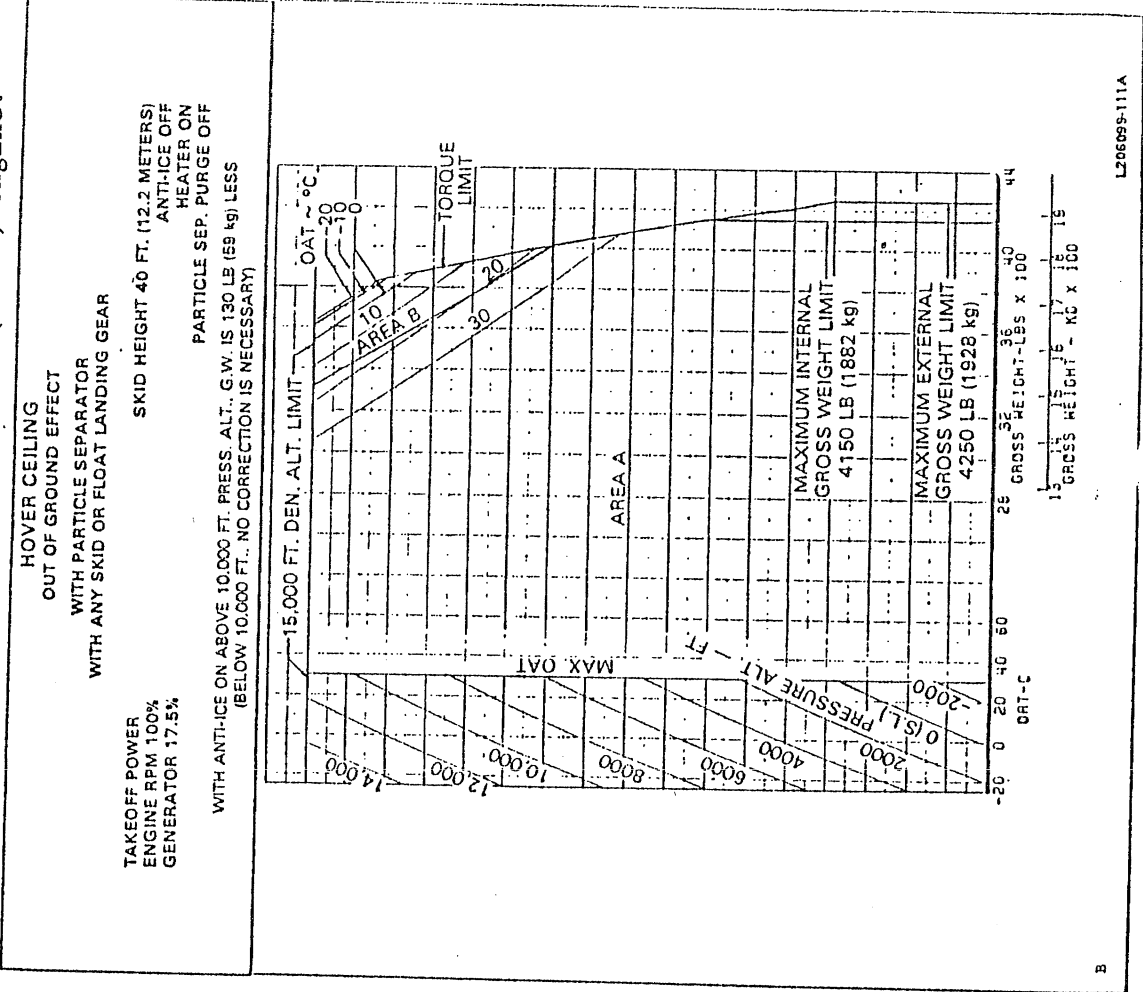 HOVER CEILING
OUT OF GROUND EFFECT
WITH PARTICLE SEPARATOR
WITH ANY SKID OR FLOAT LANDING GEAR
TAKEOFF POWER
ENGINE RPM 100%
GENERATOR 17.5%
SKID HEIGHT 40 FT. (12.2 METERS)
ANTI-ICE OFF
HEATER ON
PARTICLE SEP. PURGE OFF
WITH ANTI-ICE ON ABOVE 10,000 FT. PRESS. ALT., G.W. IS 130 LB (59 kg) LESS
(BELOW 10,000 FT., NO CORRECTION IS NECESSARY)
15,000 FT. DEN. ALT. LIMIT
OAT ~ °C
-20
-10
0
10
AREA B
20
30
TORQUE
LIMIT
14,000
12,000
10,000
8000
6000
4000
2000
0 (S.L.)
-2000
PRESSURE ALT. — FT.
MAX. OAT
AREA A
MAXIMUM INTERNAL
GROSS WEIGHT LIMIT
4150 LB (1882 kg)
MAXIMUM EXTERNAL
GROSS WEIGHT LIMIT
4250 LB (1928 kg)
-20 0 20 40 60
OAT-C
28 32 36 40 44
GROSS WEIGHT-LBS X 100
13 14 15 16 17 18 19
GROSS WEIGHT - KG X 100
L206099-111A
B